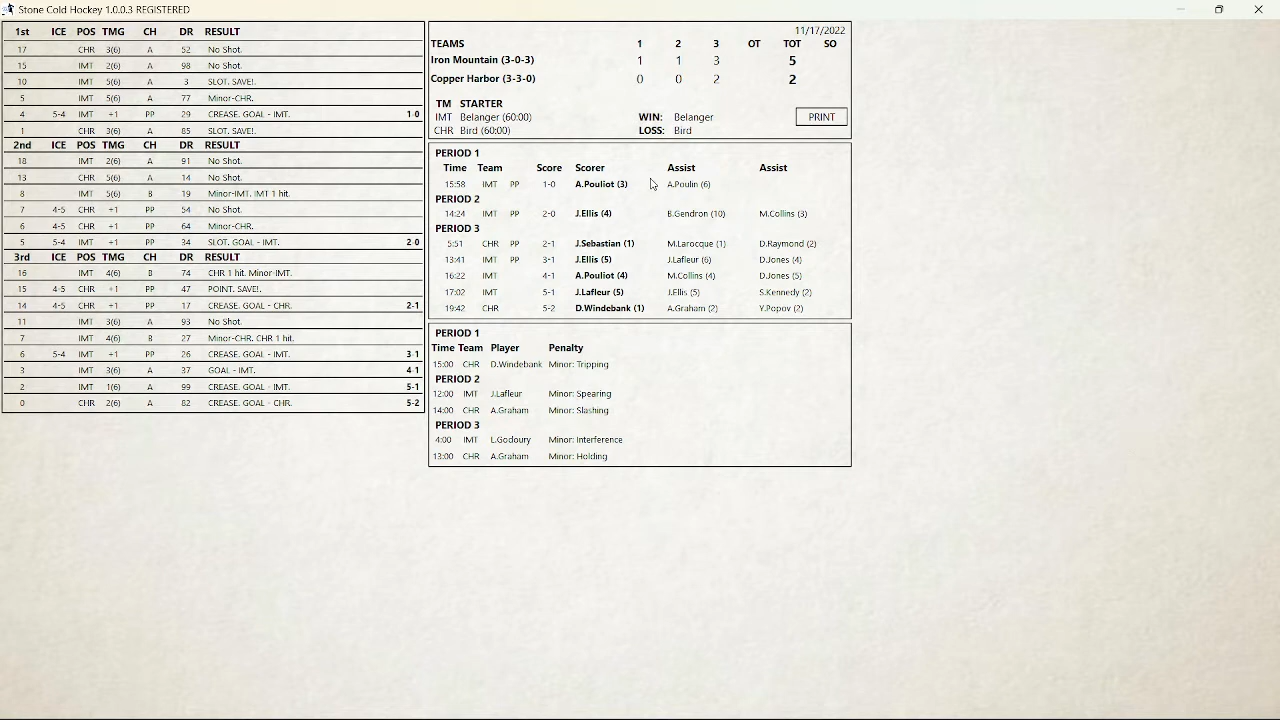 Stone Cold Hockey 1.0.0.3 REGISTERED
1st ICE POS TMG CH DR RESULT
17 CHR 3(6) A 52 No Shot.
15 IMT 2(6) A 98 No Shot.
10 IMT 5(6) A 3 SLOT. SAVE!.
5 IMT 5(6) A 77 Minor-CHR.
4 5-4 IMT +1 PP 29 CREASE. GOAL - IMT. 1-0
1 CHR 3(6) A 85 SLOT. SAVE!.
2nd ICE POS TMG CH DR RESULT
18 IMT 2(6) A 91 No Shot.
13 CHR 5(6) A 14 No Shot.
8 IMT 5(6) B 19 Minor-IMT. IMT 1 hit.
7 4-5 CHR +1 PP 54 No Shot.
6 4-5 CHR +1 PP 64 Minor-CHR.
5 5-4 IMT +1 PP 34 SLOT. GOAL - IMT. 2-0
3rd ICE POS TMG CH DR RESULT
16 IMT 4(6) B 74 CHR 1 hit. Minor-IMT.
15 4-5 CHR +1 PP 47 POINT. SAVE!.
14 4-5 CHR +1 PP 17 CREASE. GOAL - CHR. 2-1
11 IMT 3(6) A 93 No Shot.
7 IMT 4(6) B 27 Minor-CHR. CHR 1 hit.
6 5-4 IMT +1 PP 26 CREASE. GOAL - IMT. 3-1
3 IMT 3(6) A 37 GOAL - IMT. 4-1
2 IMT 1(6) A 99 CREASE. GOAL - IMT. 5-1
0 CHR 2(6) A 82 CREASE. GOAL - CHR. 5-2
11/17/2022
TEAMS 1 2 3 OT TOT SO
Iron Mountain (3-0-3) 1 1 3 5
Copper Harbor (3-3-0) 0 0 2 2
TM STARTER
IMT Belanger (60:00) WIN: Belanger
CHR Bird (60:00) LOSS: Bird
PRINT
PERIOD 1
Time Team Score Scorer Assist Assist
15:58 IMT PP 1-0 A.Pouliot (3) A.Poulin (6)
PERIOD 2
14:24 IMT PP 2-0 J.Ellis (4) B.Gendron (10) M.Collins (3)
PERIOD 3
5:51 CHR PP 2-1 J.Sebastian (1) M.Larocque (1) D.Raymond (2)
13:41 IMT PP 3-1 J.Ellis (5) J.Lafleur (6) D.Jones (4)
16:22 IMT 4-1 A.Pouliot (4) M.Collins (4) D.Jones (5)
17:02 IMT 5-1 J.Lafleur (5) J.Ellis (5) S.Kennedy (2)
19:42 CHR 5-2 D.Windebank (1) A.Graham (2) Y.Popov (2)
PERIOD 1
Time Team Player Penalty
15:00 CHR D.Windebank Minor: Tripping
PERIOD 2
12:00 IMT J.Lafleur Minor: Spearing
14:00 CHR A.Graham Minor: Slashing
PERIOD 3
4:00 IMT L.Godoury Minor: Interference
13:00 CHR A.Graham Minor: Holding